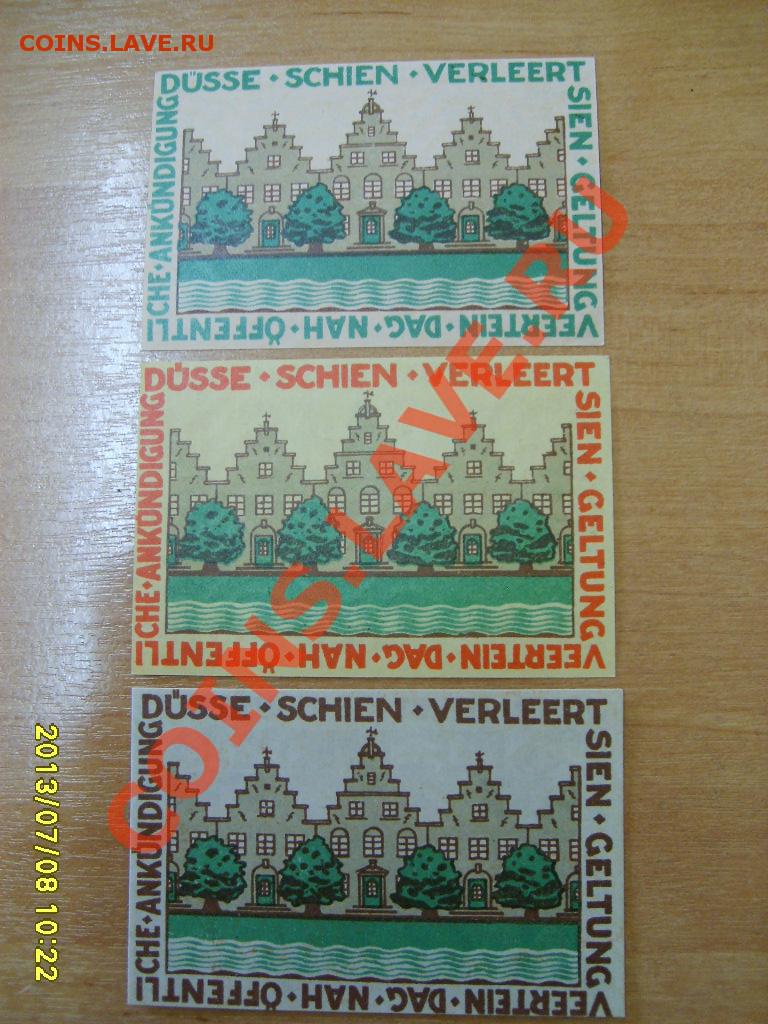 COINS.LAVE.RU
DÜSSE · SCHIEN · VERLEERT
SIEN · GELTUNG
VEERTEIN · DAG · NAH · ÖFFENTLI
CHE · ANKÜNDIGUNG
DÜSSE · SCHIEN · VERLEERT
SIEN · GELTUNG
VEERTEIN · DAG · NAH · ÖFFENTLI
CHE · ANKÜNDIGUNG
DÜSSE · SCHIEN · VERLEERT
SIEN · GELTUNG
VEERTEIN · DAG · NAH · ÖFFENTLI
CHE · ANKÜNDIGUNG
COINS.LAVE.RU
2013/07/08 10:22